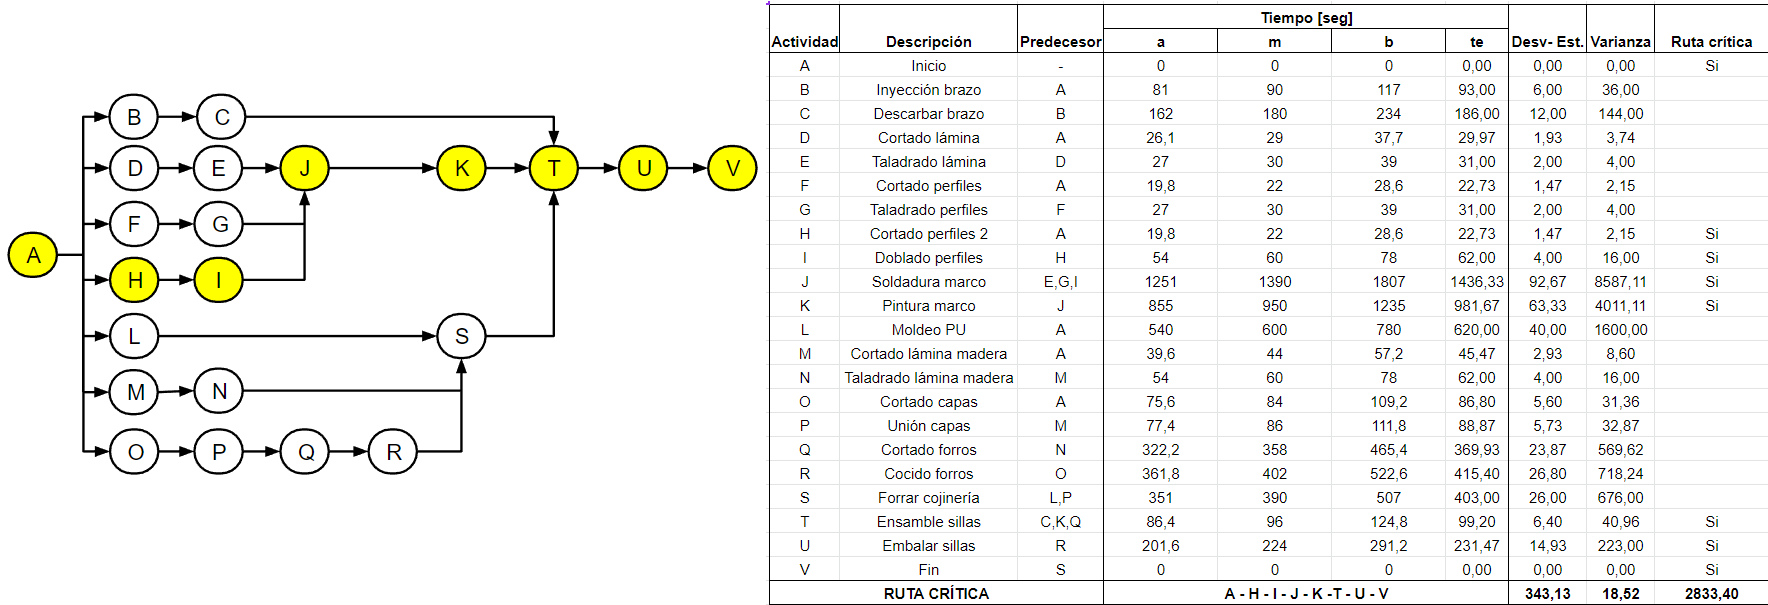 B C
D E J K T U V
F G
A
H I
L S
M N
O P Q R
Tiempo [seg]
Actividad Descripción Predecesor a m b te Desv- Est. Varianza Ruta crítica
A Inicio - 0 0 0 0,00 0,00 0,00 Si
B Inyección brazo A 81 90 117 93,00 6,00 36,00
C Descarbar brazo B 162 180 234 186,00 12,00 144,00
D Cortado lámina A 26,1 29 37,7 29,97 1,93 3,74
E Taladrado lámina D 27 30 39 31,00 2,00 4,00
F Cortado perfiles A 19,8 22 28,6 22,73 1,47 2,15
G Taladrado perfiles F 27 30 39 31,00 2,00 4,00
H Cortado perfiles 2 A 19,8 22 28,6 22,73 1,47 2,15 Si
I Doblado perfiles H 54 60 78 62,00 4,00 16,00 Si
J Soldadura marco E,G,I 1251 1390 1807 1436,33 92,67 8587,11 Si
K Pintura marco J 855 950 1235 981,67 63,33 4011,11 Si
L Moldeo PU A 540 600 780 620,00 40,00 1600,00
M Cortado lámina madera A 39,6 44 57,2 45,47 2,93 8,60
N Taladrado lámina madera M 54 60 78 62,00 4,00 16,00
O Cortado capas A 75,6 84 109,2 86,80 5,60 31,36
P Unión capas M 77,4 86 111,8 88,87 5,73 32,87
Q Cortado forros N 322,2 358 465,4 369,93 23,87 569,62
R Cocido forros O 361,8 402 522,6 415,40 26,80 718,24
S Forrar cojinería L,P 351 390 507 403,00 26,00 676,00
T Ensamble sillas C,K,Q 86,4 96 124,8 99,20 6,40 40,96 Si
U Embalar sillas R 201,6 224 291,2 231,47 14,93 223,00 Si
V Fin S 0 0 0 0,00 0,00 0,00 Si
RUTA CRÍTICA A - H - I - J - K -T - U - V 343,13 18,52 2833,40